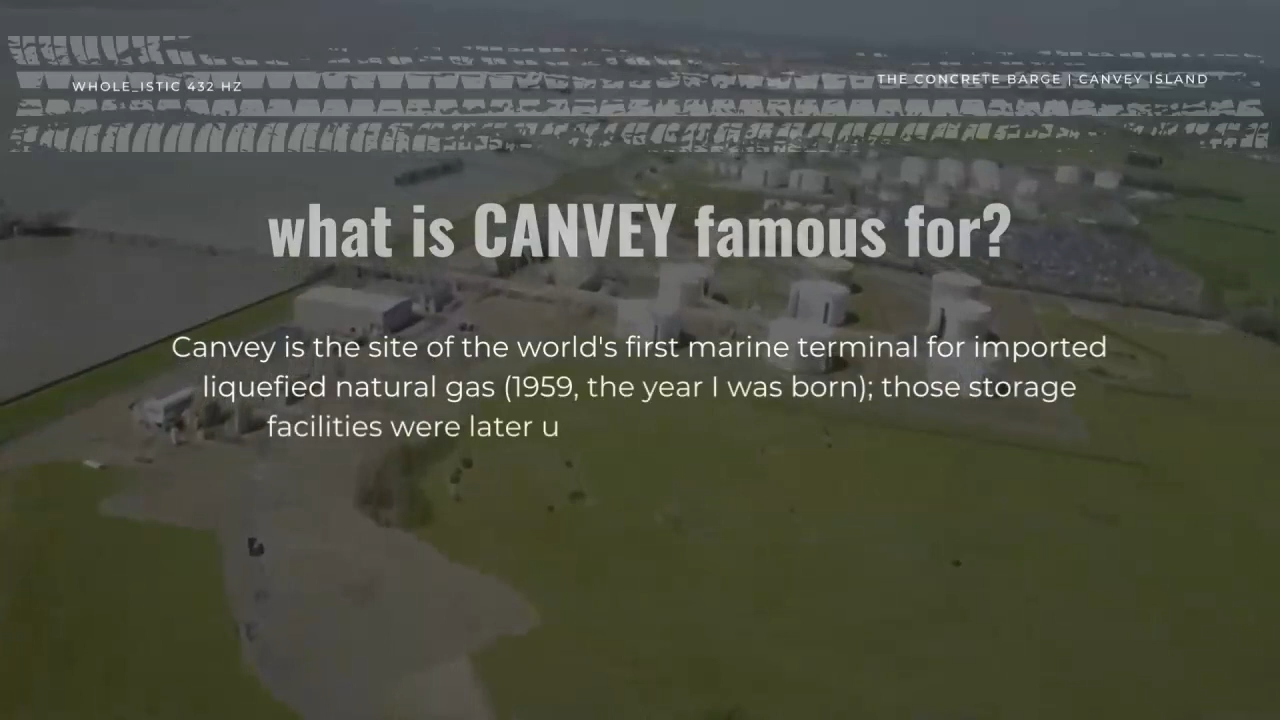 WHOLE_ISTIC 432 HZ
THE CONCRETE BARGE | CANVEY ISLAND
what is CANVEY famous for?
Canvey is the site of the world's first marine terminal for imported
liquefied natural gas (1959, the year I was born); those storage
facilities were later u